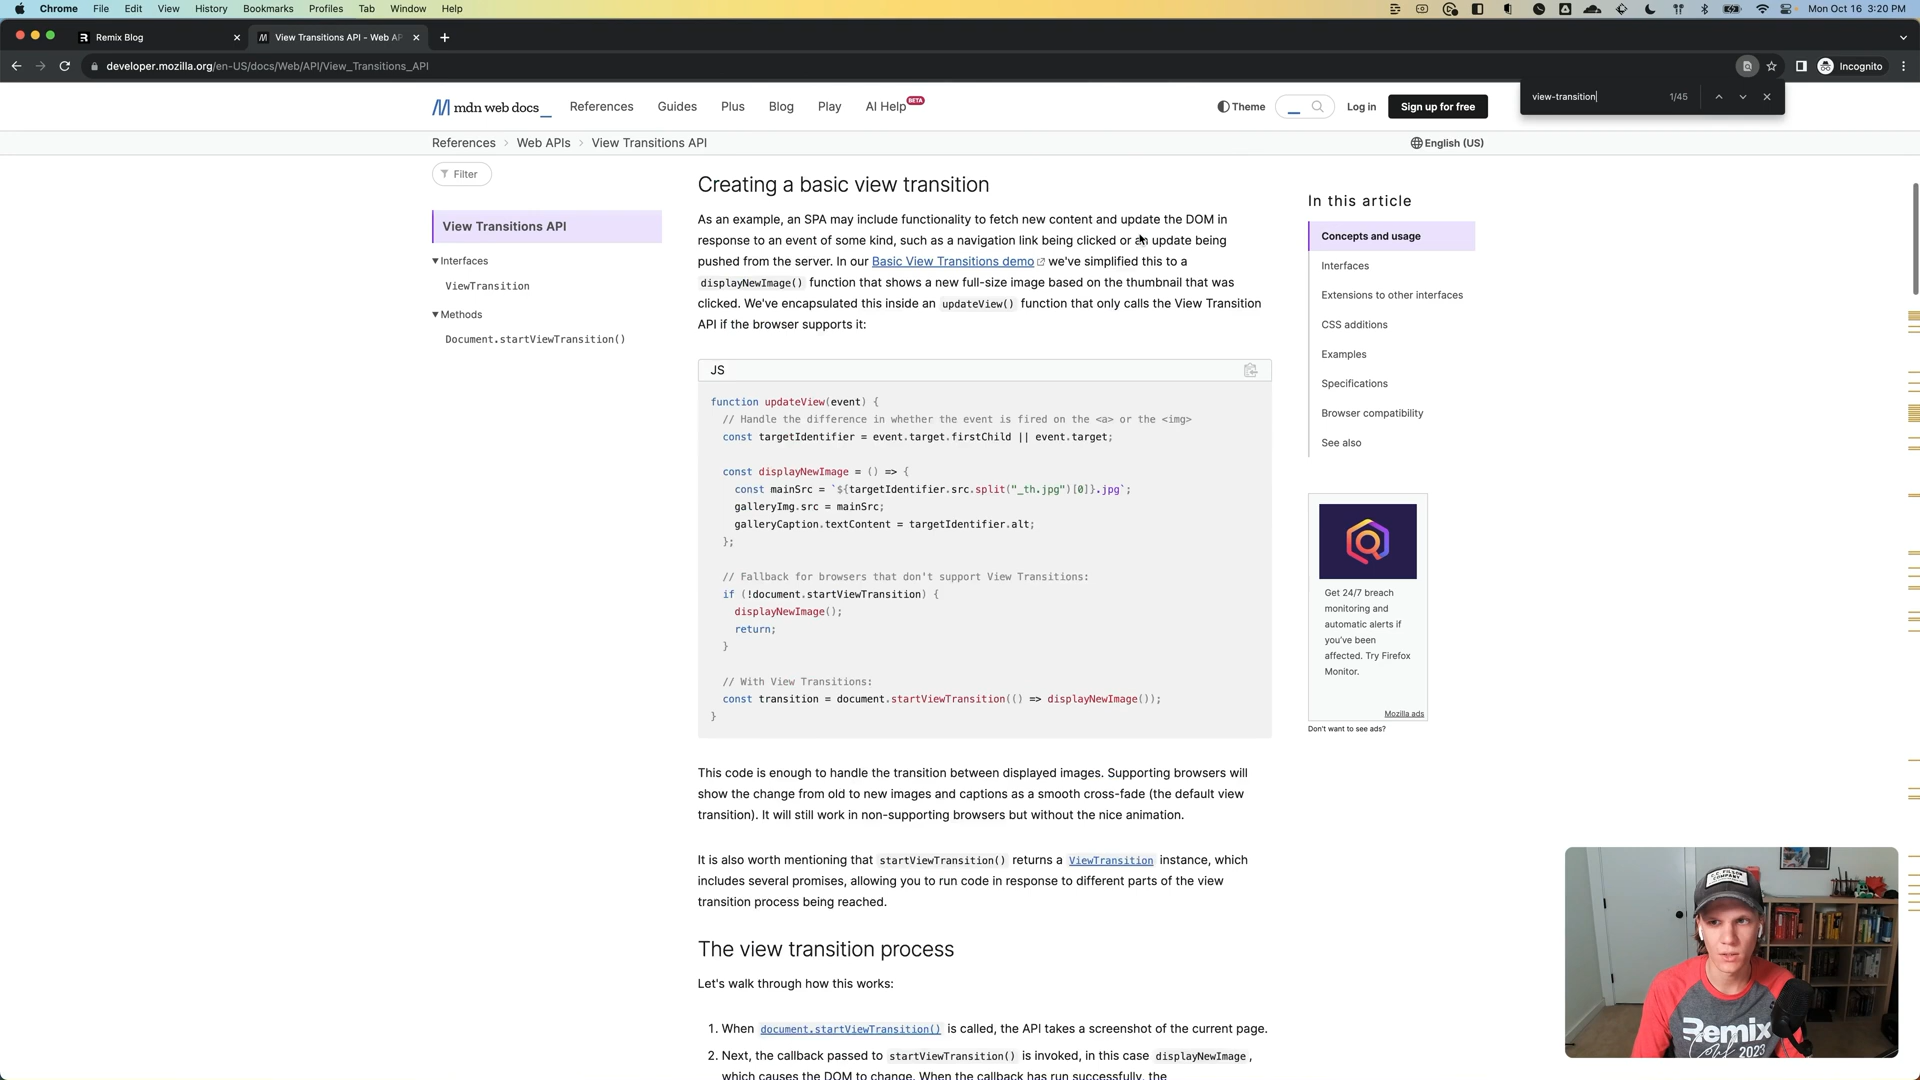 Chrome File Edit View History Bookmarks Profiles Tab Window Help Mon Oct 16 3:20 PM
Remix Blog
View Transitions API - Web AP
developer.mozilla.org/en-US/docs/Web/API/View_Transitions_API
Incognito
view-transition
1/45
mdn web docs_
References Guides Plus Blog Play AI Help BETA
Theme
Log in
Sign up for free
References > Web APIs > View Transitions API
English (US)
Filter
View Transitions API
Interfaces
ViewTransition
Methods
Document.startViewTransition()
Creating a basic view transition
As an example, an SPA may include functionality to fetch new content and update the DOM in
response to an event of some kind, such as a navigation link being clicked or an update being
pushed from the server. In our Basic View Transitions demo we've simplified this to a
displayNewImage() function that shows a new full-size image based on the thumbnail that was
clicked. We've encapsulated this inside an updateView() function that only calls the View Transition
API if the browser supports it:
JS
function updateView(event) {
// Handle the difference in whether the event is fired on the <a> or the <img>
const targetIdentifier = event.target.firstChild || event.target;
const displayNewImage = () => {
const mainSrc = `${targetIdentifier.src.split("_th.jpg")[0]}.jpg`;
galleryImg.src = mainSrc;
galleryCaption.textContent = targetIdentifier.alt;
};
// Fallback for browsers that don't support View Transitions:
if (!document.startViewTransition) {
displayNewImage();
return;
}
// With View Transitions:
const transition = document.startViewTransition(() => displayNewImage());
}
This code is enough to handle the transition between displayed images. Supporting browsers will
show the change from old to new images and captions as a smooth cross-fade (the default view
transition). It will still work in non-supporting browsers but without the nice animation.
It is also worth mentioning that startViewTransition() returns a ViewTransition instance, which
includes several promises, allowing you to run code in response to different parts of the view
transition process being reached.
The view transition process
Let's walk through how this works:
1. When document.startViewTransition() is called, the API takes a screenshot of the current page.
2. Next, the callback passed to startViewTransition() is invoked, in this case displayNewImage,
which causes the DOM to change. When the callback has run successfully, the
In this article
Concepts and usage
Interfaces
Extensions to other interfaces
CSS additions
Examples
Specifications
Browser compatibility
See also
Get 24/7 breach
monitoring and
automatic alerts if
you've been
affected. Try Firefox
Monitor.
Mozilla ads
Don't want to see ads?
C.C. FILSON
COMPANY
Remix
Conf 2023